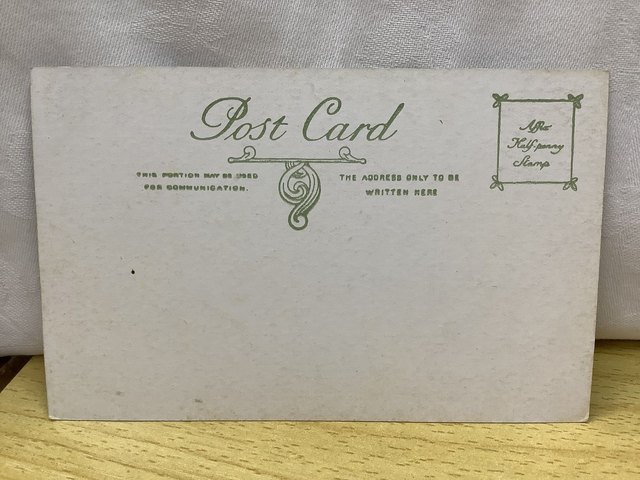 Post Card
THIS PORTION MAY BE USED
FOR COMMUNICATION.
THE ADDRESS ONLY TO BE
WRITTEN HERE
Affix
Half-penny
Stamp